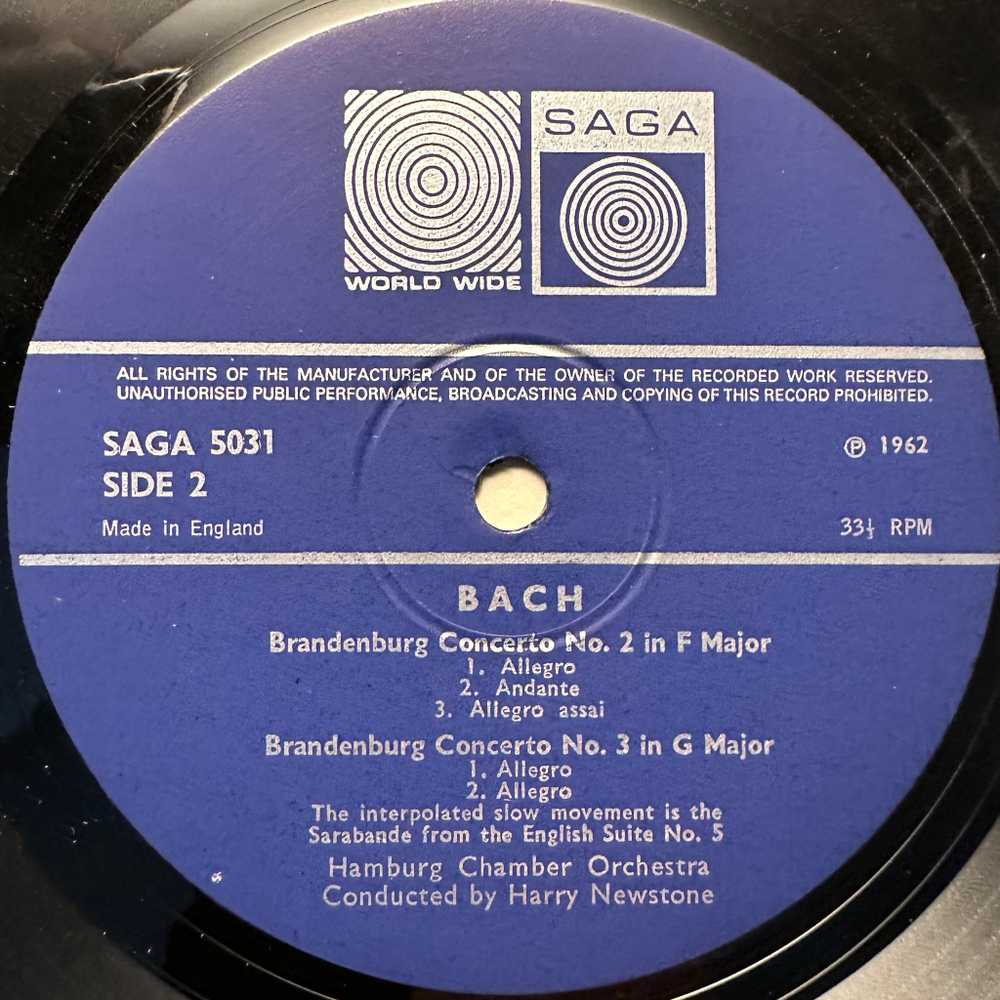 SAGA
WORLD WIDE
ALL RIGHTS OF THE MANUFACTURER AND OF THE OWNER OF THE RECORDED WORK RESERVED.
UNAUTHORISED PUBLIC PERFORMANCE, BROADCASTING AND COPYING OF THIS RECORD PROHIBITED.
SAGA 5031
℗ 1962
SIDE 2
Made in England
33⅓ RPM
BACH
Brandenburg Concerto No. 2 in F Major
1. Allegro
2. Andante
3. Allegro assai
Brandenburg Concerto No. 3 in G Major
1. Allegro
2. Allegro
The interpolated slow movement is the
Sarabande from the English Suite No. 5
Hamburg Chamber Orchestra
Conducted by Harry Newstone